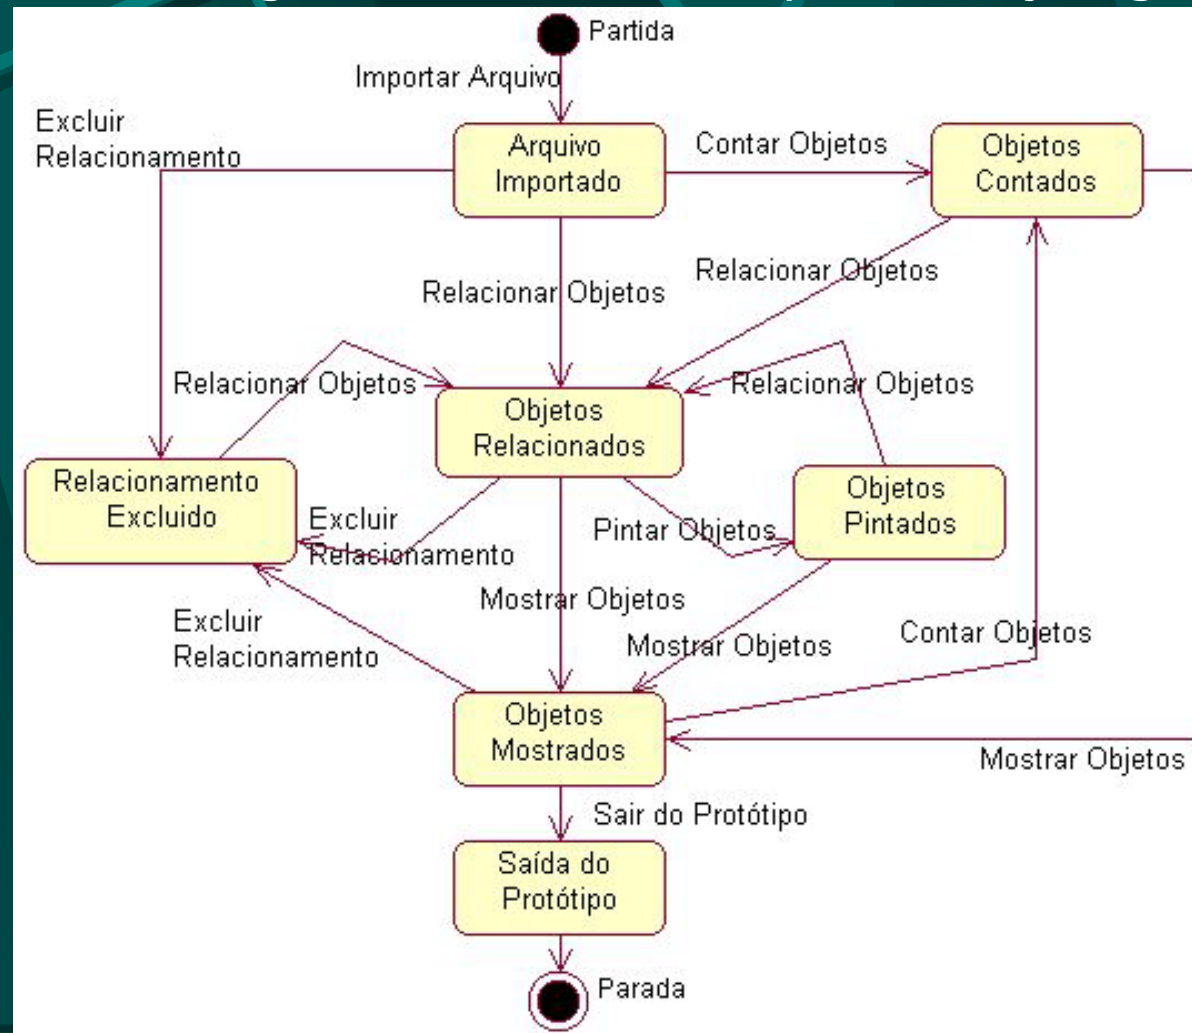 Partida
Importar Arquivo
Excluir
Relacionamento
Arquivo
Importado
Contar Objetos
Objetos
Contados
Relacionar Objetos
Relacionar Objetos
Relacionar Objetos
Relacionar Objetos
Objetos
Relacionados
Relacionamento
Excluido
Objetos
Pintados
Excluir
Relacionamento
Pintar Objetos
Mostrar Objetos
Excluir
Relacionamento
Mostrar Objetos
Contar Objetos
Objetos
Mostrados
Mostrar Objetos
Sair do Protótipo
Saída do
Protótipo
Parada